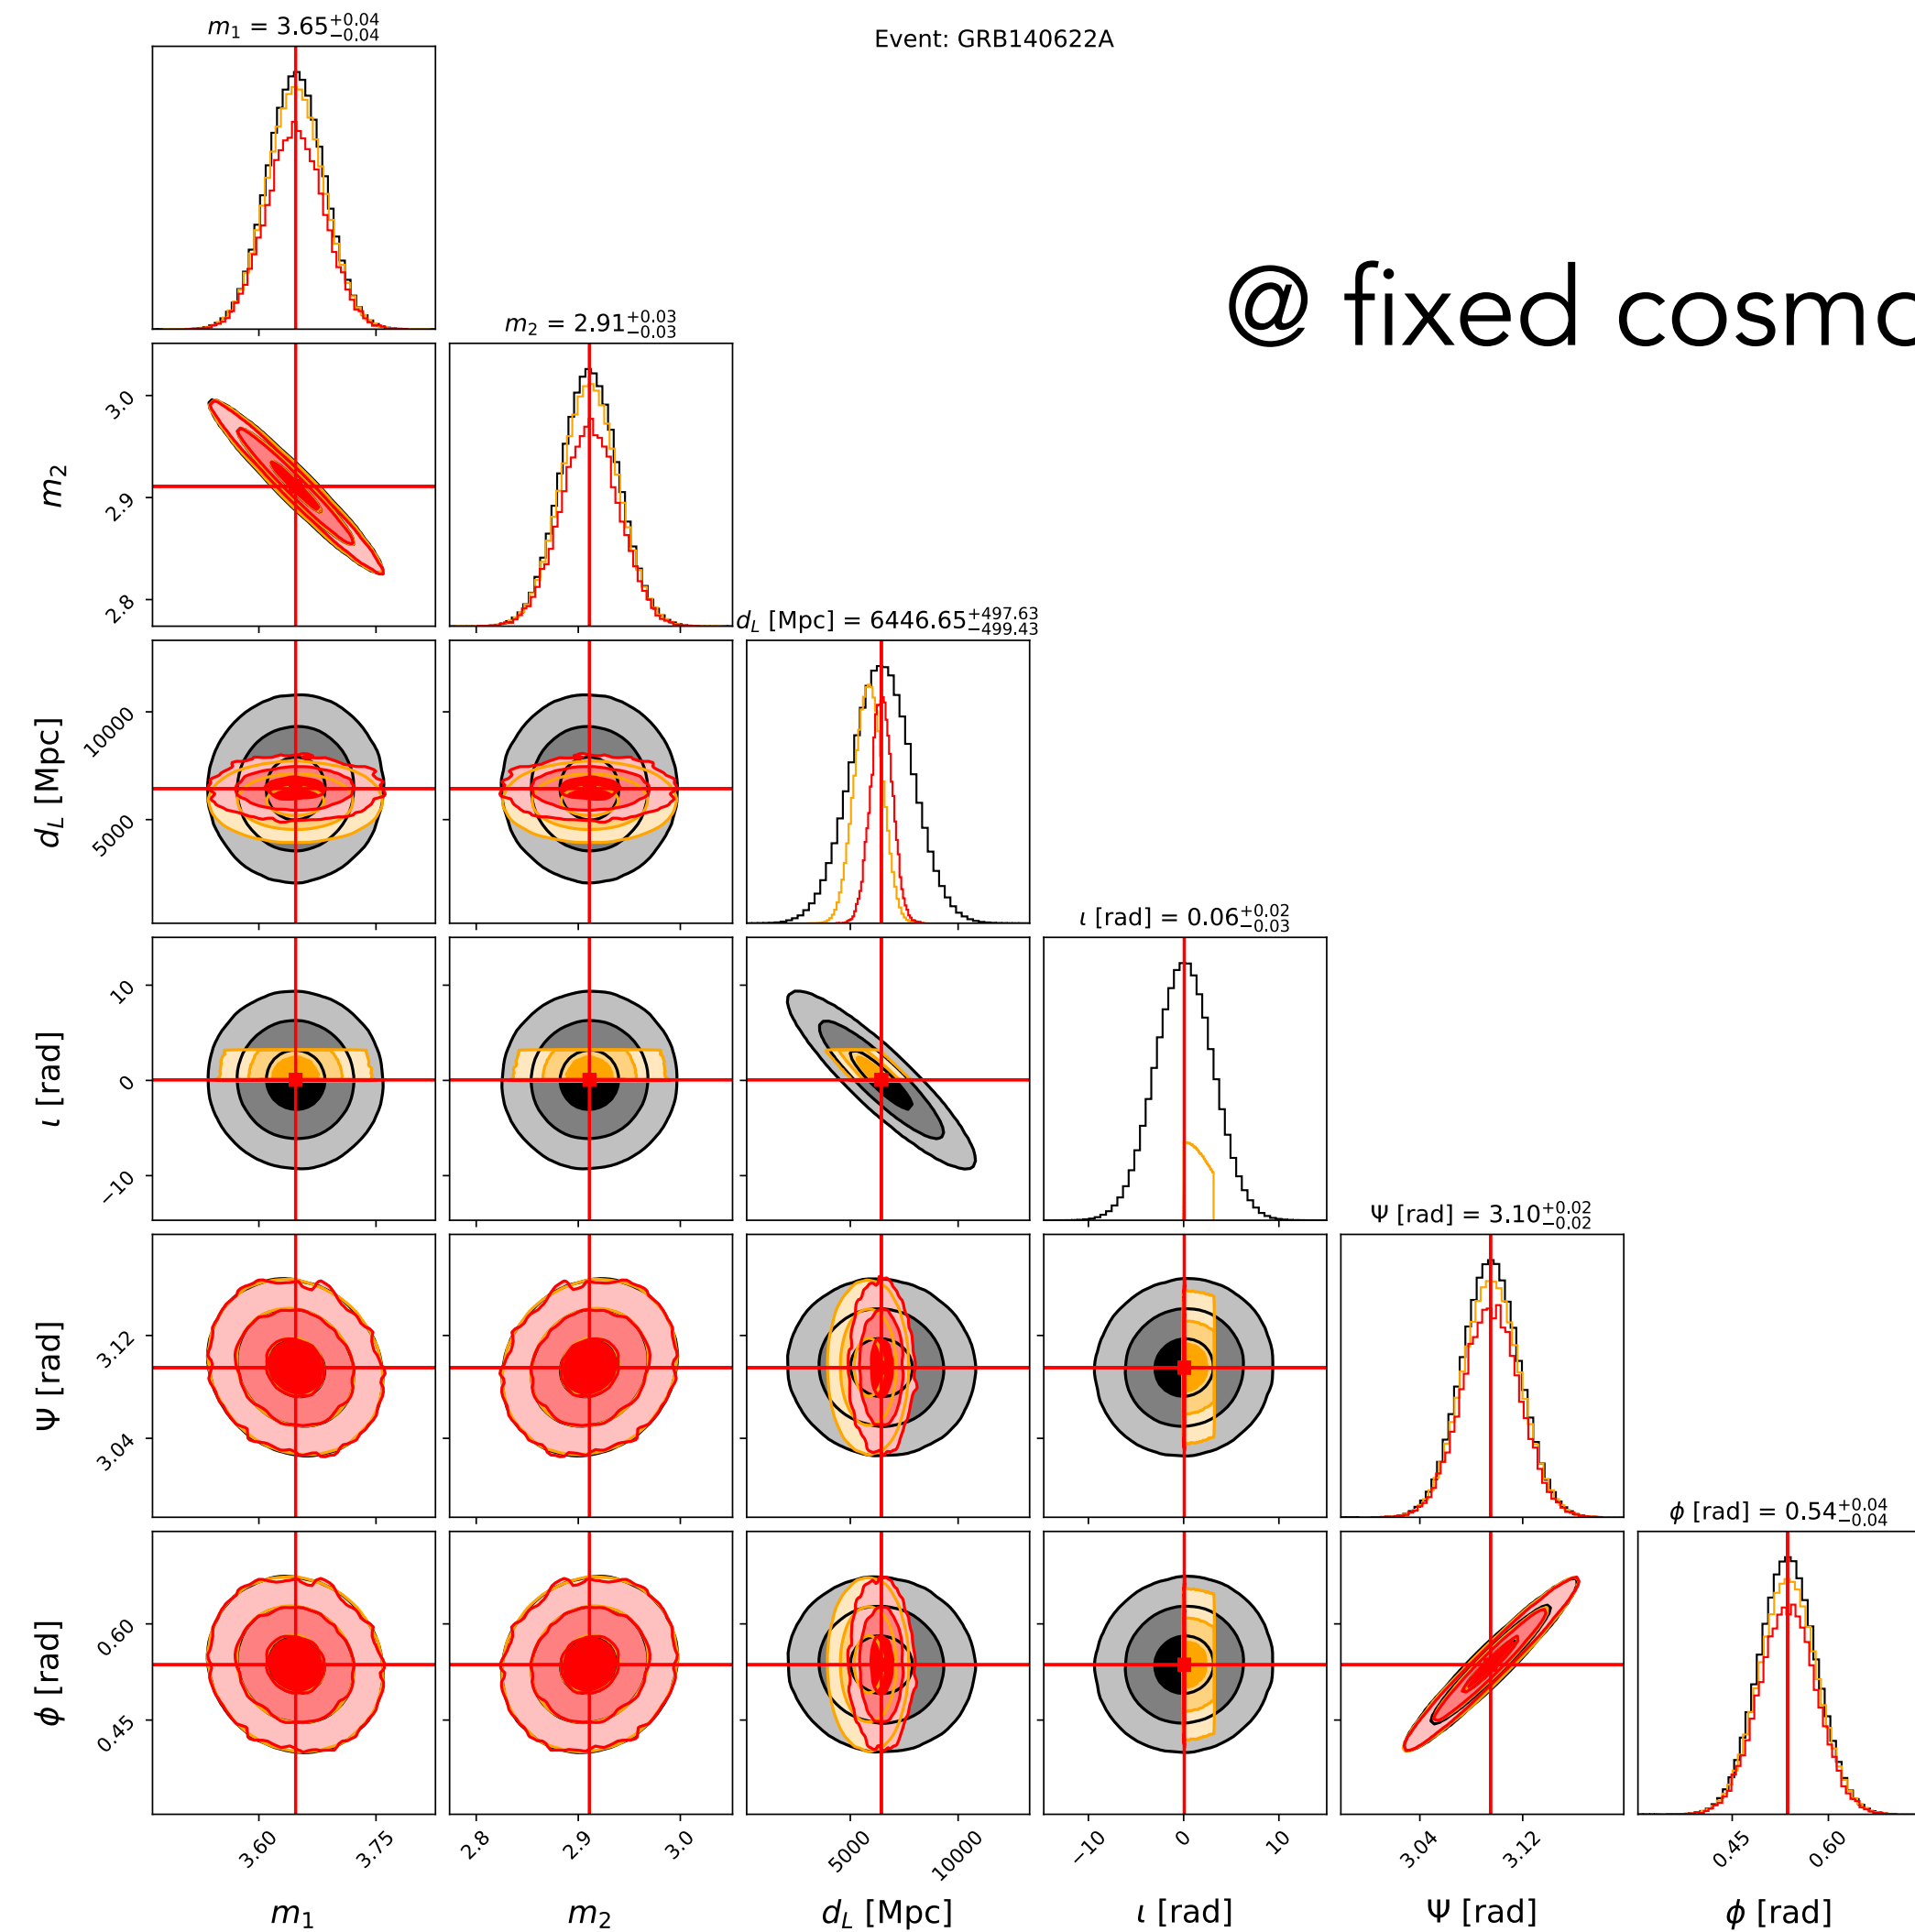 m₁ = 3.65+0.04−0.04
Event: GRB140622A
@ fixed cosmo
m₂ = 2.91+0.03−0.03
3.0
2.9
2.8
m₂
d_L [Mpc] = 6446.65+497.63−499.43
10000
5000
d_L [Mpc]
ι [rad] = 0.06+0.02−0.03
10
0
−10
ι [rad]
Ψ [rad] = 3.10+0.02−0.02
3.12
3.04
Ψ [rad]
ϕ [rad] = 0.54+0.04−0.04
0.60
0.45
ϕ [rad]
3.60 3.75 2.8 2.9 3.0 5000 10000 −10 0 10 3.04 3.12 0.45 0.60
m₁ m₂ d_L [Mpc] ι [rad] Ψ [rad] ϕ [rad]